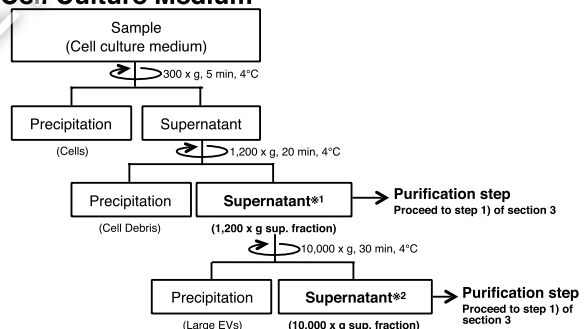 Cell Culture Medium
Sample
(Cell culture medium)
300 x g, 5 min, 4°C
Precipitation
Supernatant
(Cells)
1,200 x g, 20 min, 4°C
Precipitation
Supernatant※1
Purification step
Proceed to step 1) of section 3
(Cell Debris)
(1,200 x g sup. fraction)
10,000 x g, 30 min, 4°C
Precipitation
Supernatant※2
Purification step
Proceed to step 1) of
section 3
(Large EVs)
(10,000 x g sup. fraction)